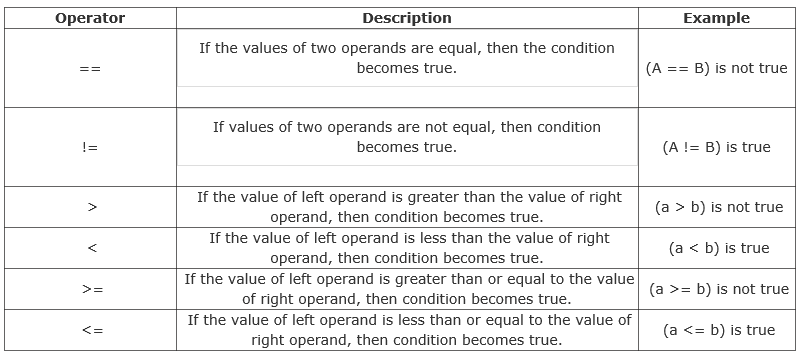 Operator Description Example
== If the values of two operands are equal, then the condition
becomes true. (A == B) is not true
!= If values of two operands are not equal, then condition
becomes true. (A != B) is true
> If the value of left operand is greater than the value of right
operand, then condition becomes true. (a > b) is not true
< If the value of left operand is less than the value of right
operand, then condition becomes true. (a < b) is true
>= If the value of left operand is greater than or equal to the value
of right operand, then condition becomes true. (a >= b) is not true
<= If the value of left operand is less than or equal to the value of
right operand, then condition becomes true. (a <= b) is true